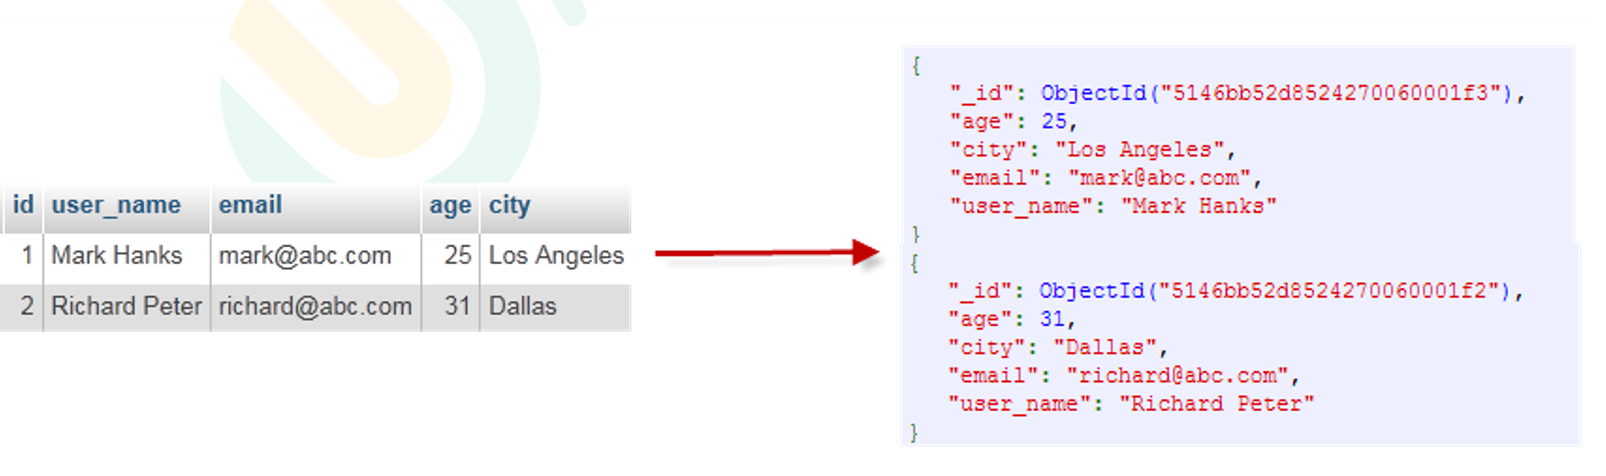 id user_name email age city
1 Mark Hanks mark@abc.com 25 Los Angeles
2 Richard Peter richard@abc.com 31 Dallas
{
"_id": ObjectId("5146bb52d8524270060001f3"),
"age": 25,
"city": "Los Angeles",
"email": "mark@abc.com",
"user_name": "Mark Hanks"
}
{
"_id": ObjectId("5146bb52d8524270060001f2"),
"age": 31,
"city": "Dallas",
"email": "richard@abc.com",
"user_name": "Richard Peter"
}